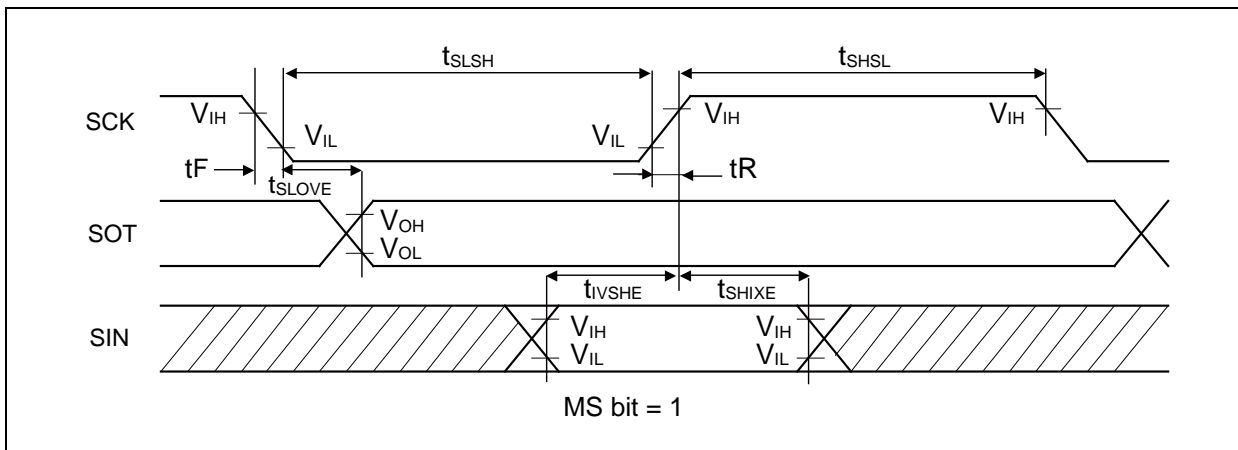 tSLSH tSHSL
SCK VIH VIL VIL VIH VIH
tF tSLOVE tR
SOT VOH
VOL
tIVSHE tSHIXE
SIN VIH VIH
VIL VIL
MS bit = 1